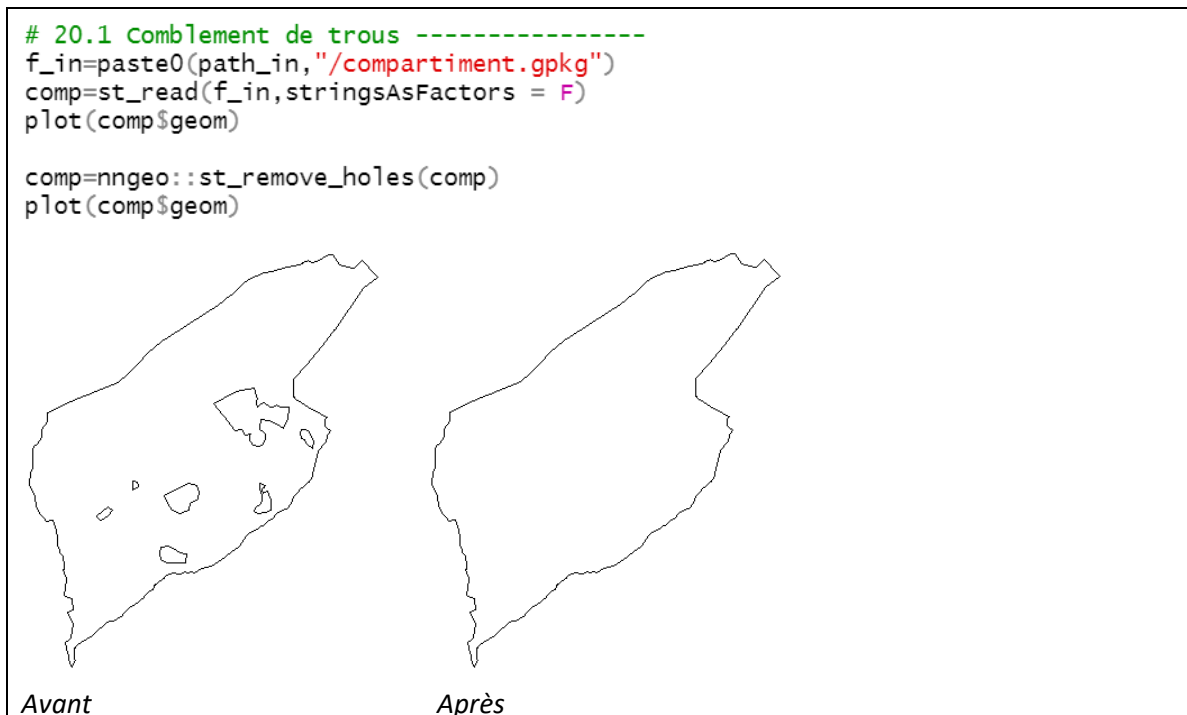 # 20.1 Comblement de trous ----------------
f_in=paste0(path_in,"/compartiment.gpkg")
comp=st_read(f_in,stringsAsFactors = F)
plot(comp$geom)
comp=nngeo::st_remove_holes(comp)
plot(comp$geom)
Avant Après